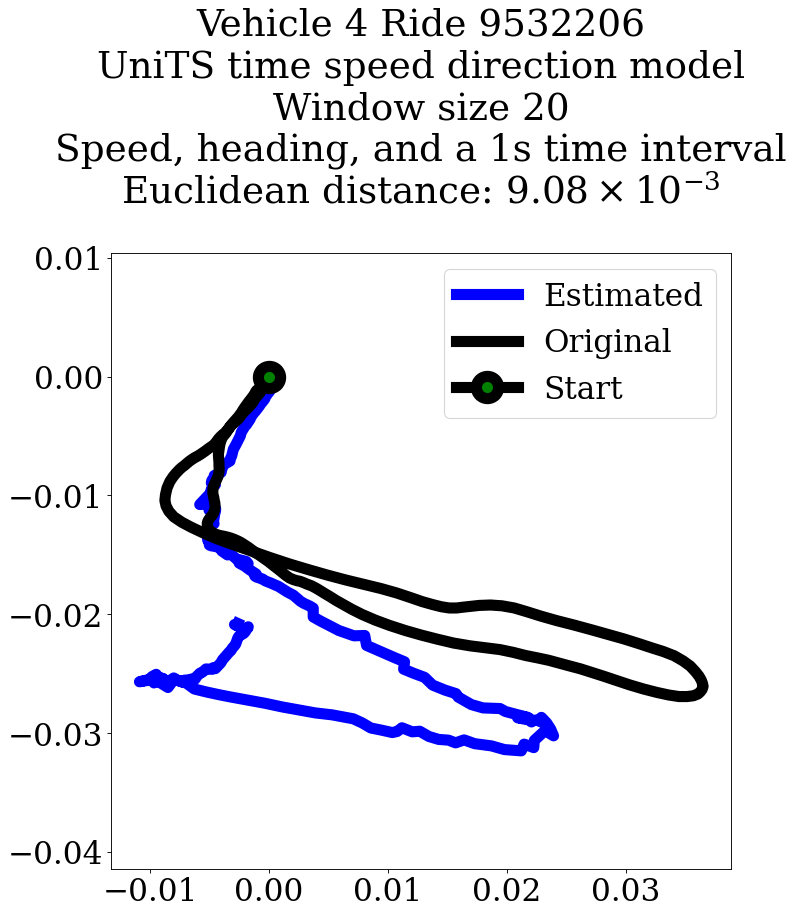 Vehicle 4 Ride 9532206
UniTS time speed direction model
Window size 20
Speed, heading, and a 1s time interval
Euclidean distance: 9.08 × 10⁻³
Estimated
Original
Start
0.01
0.00
−0.01
−0.02
−0.03
−0.04
−0.01 0.00 0.01 0.02 0.03